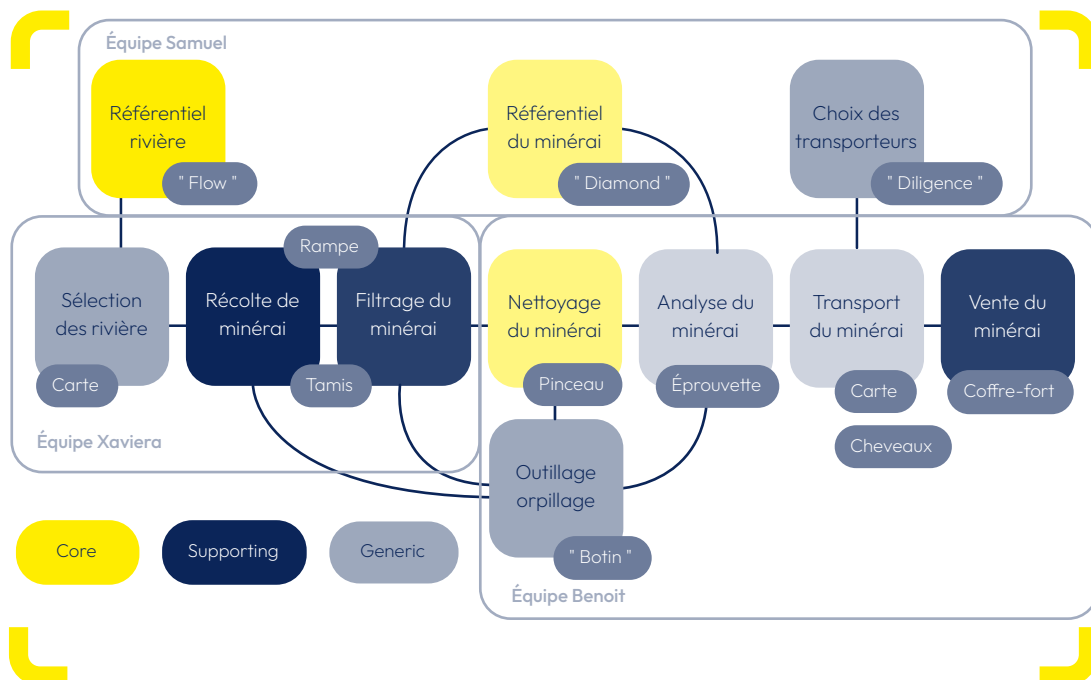 Équipe Samuel
Référentiel
rivière
" Flow "
Référentiel
du minérai
" Diamond "
Choix des
transporteurs
" Diligence "
Sélection
des rivière
Carte
Récolte de
minérai
Rampe
Tamis
Filtrage du
minérai
Équipe Xaviera
Nettoyage
du minérai
Pinceau
Analyse du
minérai
Éprouvette
Transport
du minérai
Carte
Cheveaux
Vente du
minérai
Coffre-fort
Outillage
orpillage
" Botin "
Équipe Benoit
Core
Supporting
Generic